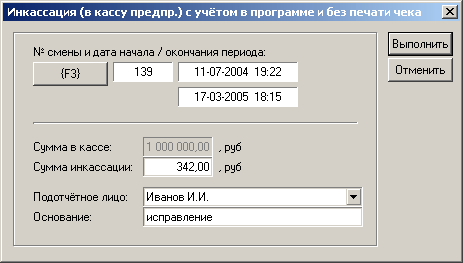 Инкассация (в кассу предпр.) с учётом в программе и без печати чека
№ смены и дата начала / окончания периода:
{F3} 139 11-07-2004 19:22
17-03-2005 18:15
Сумма в кассе: 1 000 000,00 , руб
Сумма инкассации: 342,00 , руб
Подотчётное лицо: Иванов И.И.
Основание: исправление
Выполнить
Отменить